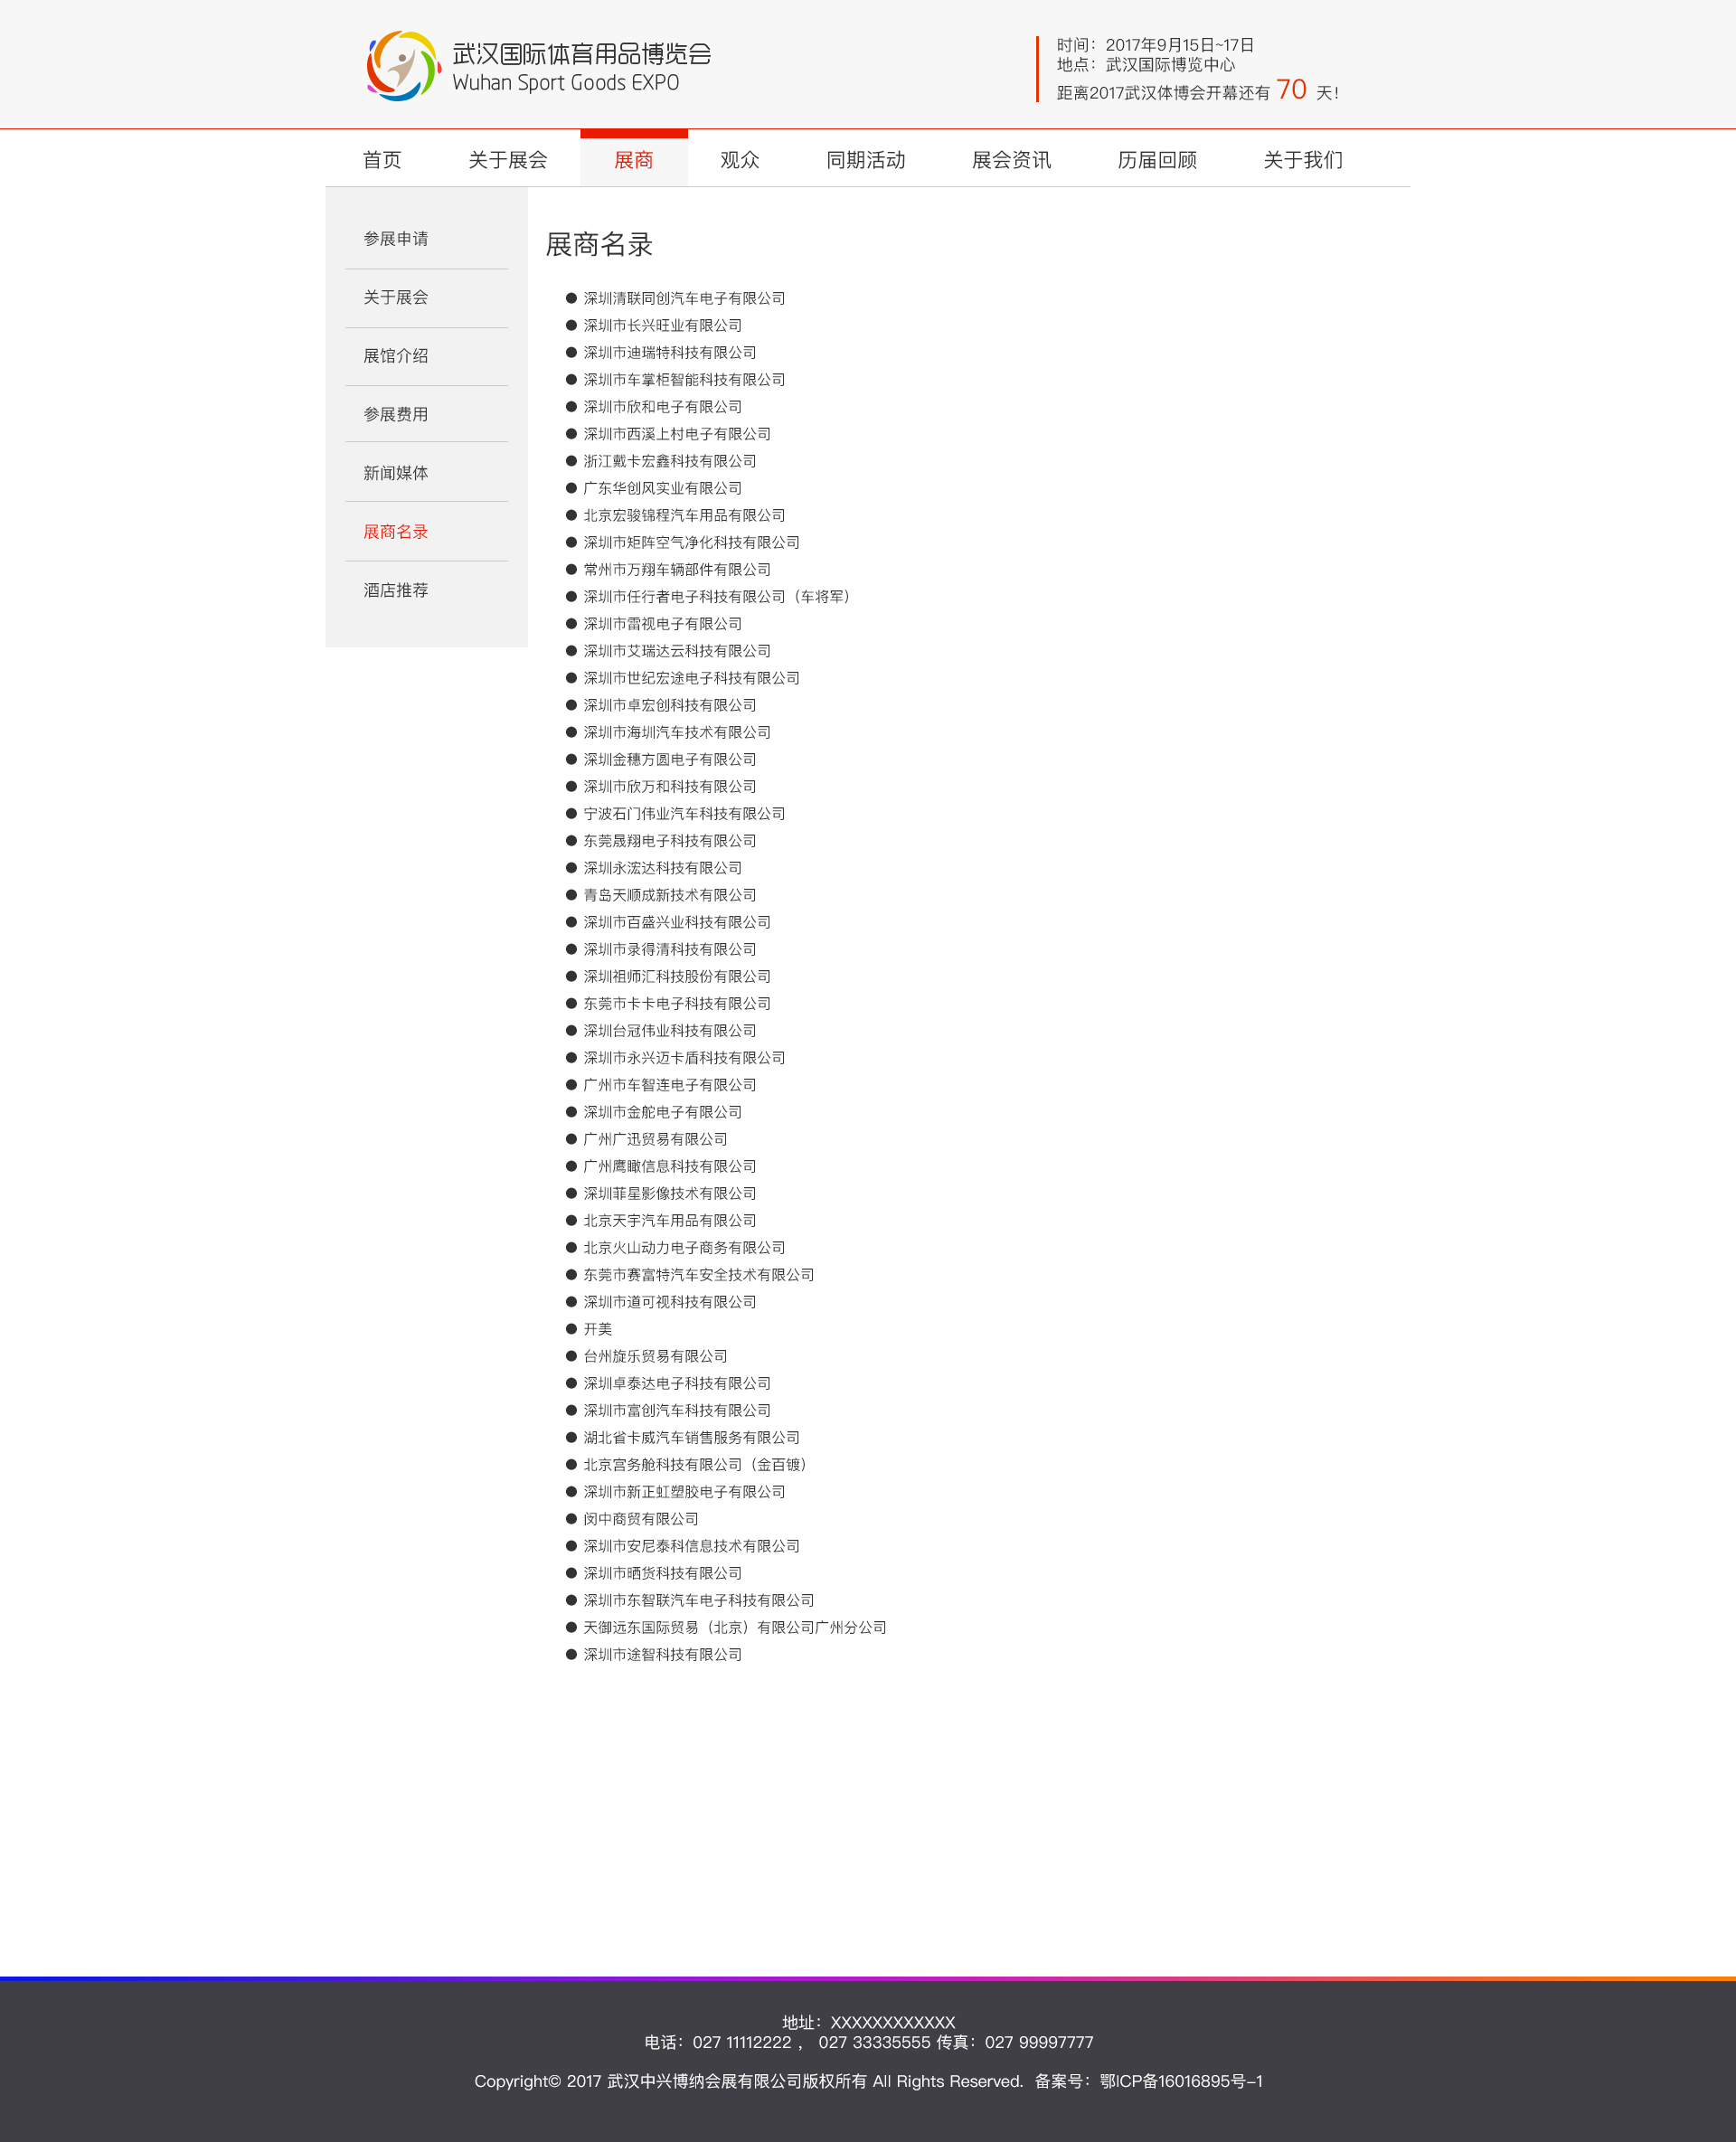 武汉国际体育用品博览会
Wuhan Sport Goods EXPO
时间：2017年9月15日~17日
地点：武汉国际博览中心
距离2017武汉体博会开幕还有 70 天！
首页 关于展会 展商 观众 同期活动 展会资讯 历届回顾 关于我们
参展申请
关于展会
展馆介绍
参展费用
新闻媒体
展商名录
酒店推荐
展商名录
● 深圳清联同创汽车电子有限公司
● 深圳市长兴旺业有限公司
● 深圳市迪瑞特科技有限公司
● 深圳市车掌柜智能科技有限公司
● 深圳市欣和电子有限公司
● 深圳市西溪上村电子有限公司
● 浙江戴卡宏鑫科技有限公司
● 广东华创风实业有限公司
● 北京宏骏锦程汽车用品有限公司
● 深圳市矩阵空气净化科技有限公司
● 常州市万翔车辆部件有限公司
● 深圳市任行者电子科技有限公司（车将军）
● 深圳市雷视电子有限公司
● 深圳市艾瑞达云科技有限公司
● 深圳市世纪宏途电子科技有限公司
● 深圳市卓宏创科技有限公司
● 深圳市海圳汽车技术有限公司
● 深圳金穗方圆电子有限公司
● 深圳市欣万和科技有限公司
● 宁波石门伟业汽车科技有限公司
● 东莞晟翔电子科技有限公司
● 深圳永浤达科技有限公司
● 青岛天顺成新技术有限公司
● 深圳市百盛兴业科技有限公司
● 深圳市录得清科技有限公司
● 深圳祖师汇科技股份有限公司
● 东莞市卡卡电子科技有限公司
● 深圳台冠伟业科技有限公司
● 深圳市永兴迈卡盾科技有限公司
● 广州市车智连电子有限公司
● 深圳市金舵电子有限公司
● 广州广迅贸易有限公司
● 广州鹰瞰信息科技有限公司
● 深圳菲星影像技术有限公司
● 北京天宇汽车用品有限公司
● 北京火山动力电子商务有限公司
● 东莞市赛富特汽车安全技术有限公司
● 深圳市道可视科技有限公司
● 开美
● 台州旋乐贸易有限公司
● 深圳卓泰达电子科技有限公司
● 深圳市富创汽车科技有限公司
● 湖北省卡威汽车销售服务有限公司
● 北京宫务舱科技有限公司（金百镀）
● 深圳市新正虹塑胶电子有限公司
● 闵中商贸有限公司
● 深圳市安尼泰科信息技术有限公司
● 深圳市晒货科技有限公司
● 深圳市东智联汽车电子科技有限公司
● 天御远东国际贸易（北京）有限公司广州分公司
● 深圳市途智科技有限公司
地址：XXXXXXXXXXXX
电话：027 11112222 ， 027 33335555 传真：027 99997777
Copyright© 2017 武汉中兴博纳会展有限公司版权所有 All Rights Reserved. 备案号：鄂ICP备16016895号-1